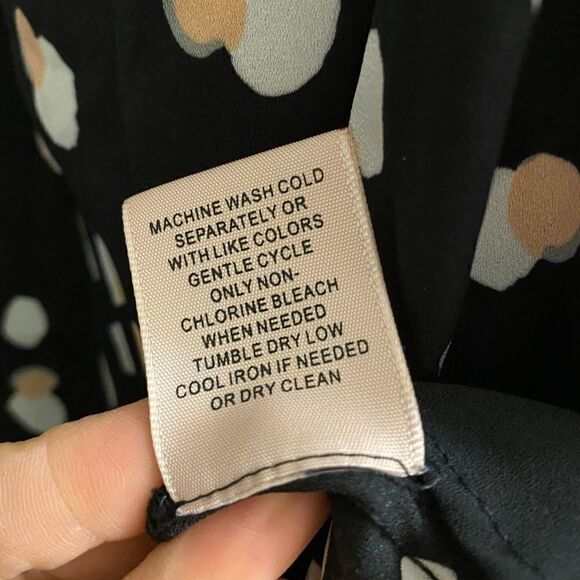 MACHINE WASH COLD
SEPARATELY OR
WITH LIKE COLORS
GENTLE CYCLE
ONLY NON-
CHLORINE BLEACH
WHEN NEEDED
TUMBLE DRY LOW
COOL IRON IF NEEDED
OR DRY CLEAN